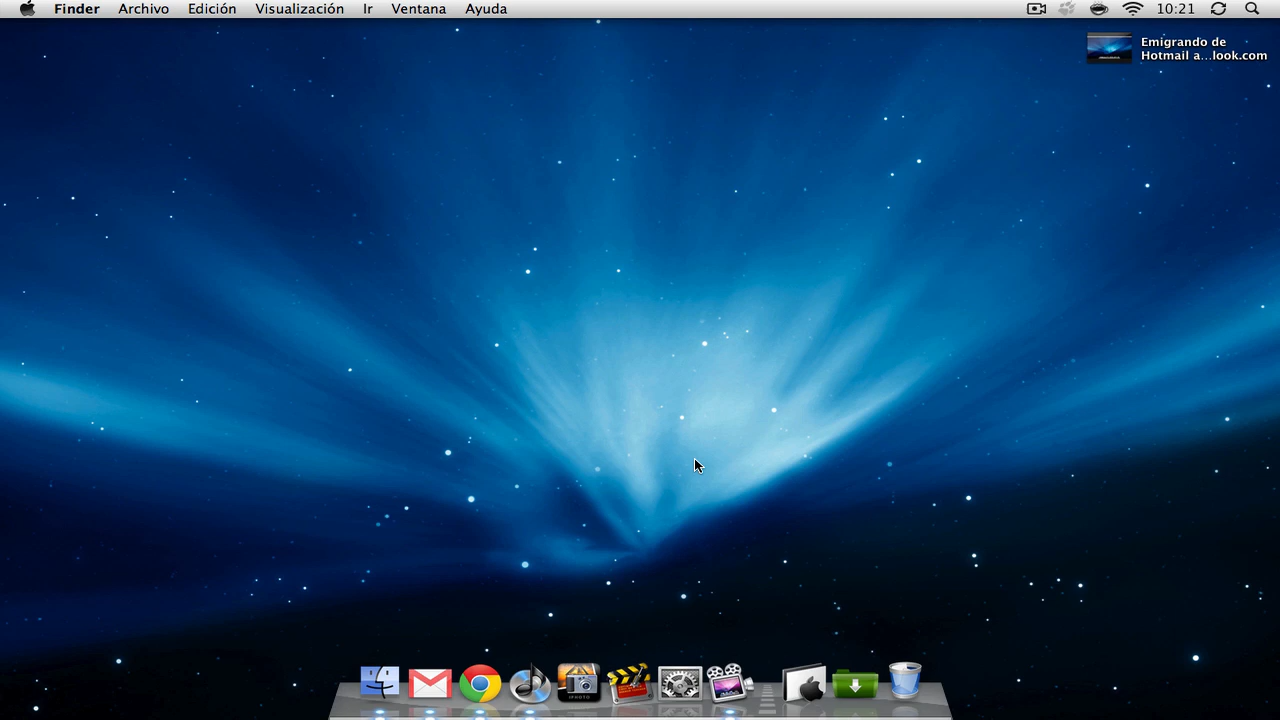 Finder Archivo Edición Visualización Ir Ventana Ayuda 10:21
Emigrando de
Hotmail a...look.com